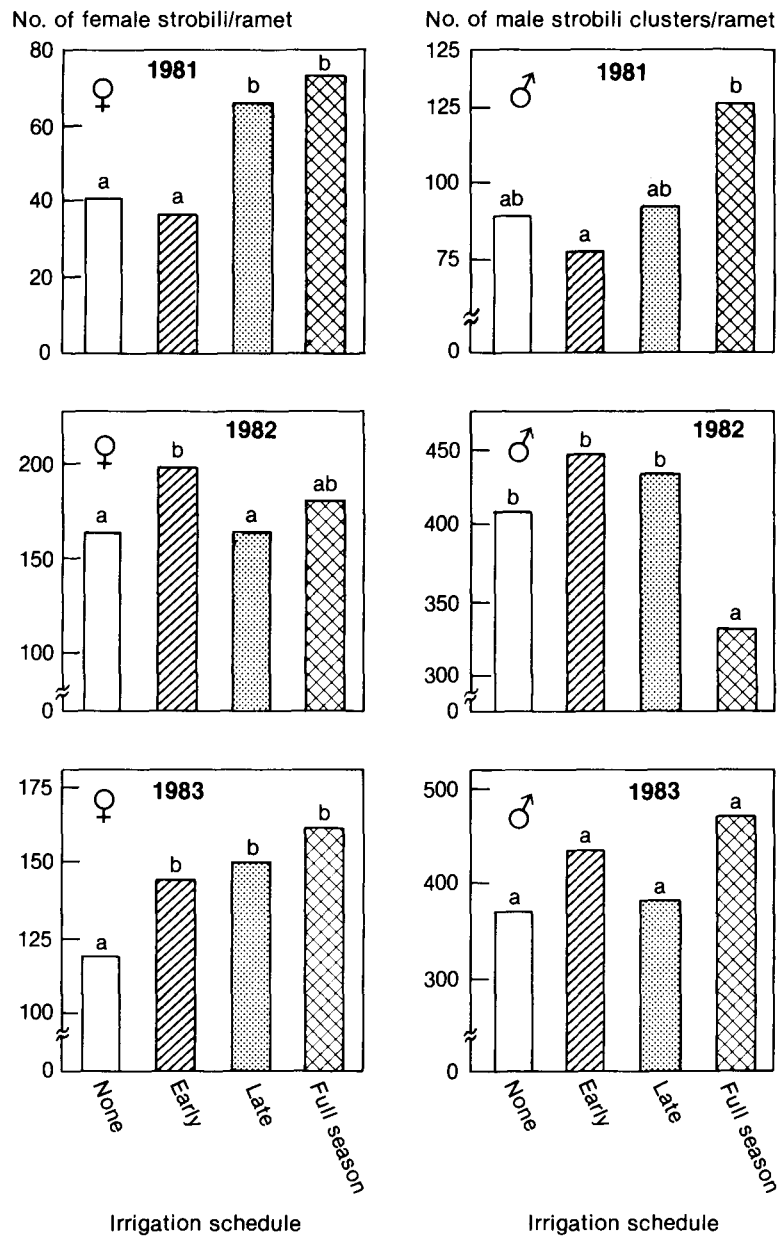 No. of female strobili/ramet
80
60
40
20
0
♀
1981
a
a
b
b
No. of male strobili clusters/ramet
125
125
100
75
0
♂
1981
ab
a
ab
b
200
150
100
0
♀
1982
a
b
a
ab
450
400
350
300
0
♂
1982
b
b
b
a
175
150
125
100
0
♀
1983
a
b
b
b
None
Early
Late
Full season
Irrigation schedule
500
400
300
0
♂
1983
a
a
a
a
None
Early
Late
Full season
Irrigation schedule